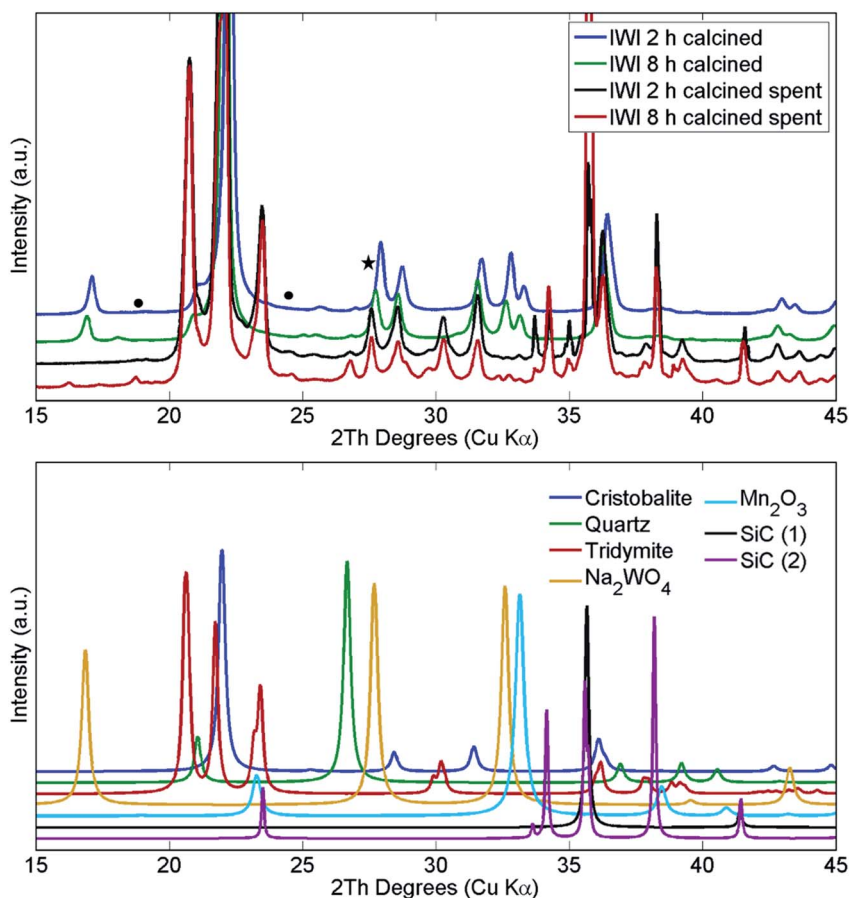 Intensity (a.u.)
IWI 2 h calcined
IWI 8 h calcined
IWI 2 h calcined spent
IWI 8 h calcined spent
15 20 25 30 35 40 45
2Th Degrees (Cu Kα)
Intensity (a.u.)
Cristobalite
Quartz
Tridymite
Na₂WO₄
Mn₂O₃
SiC (1)
SiC (2)
15 20 25 30 35 40 45
2Th Degrees (Cu Kα)